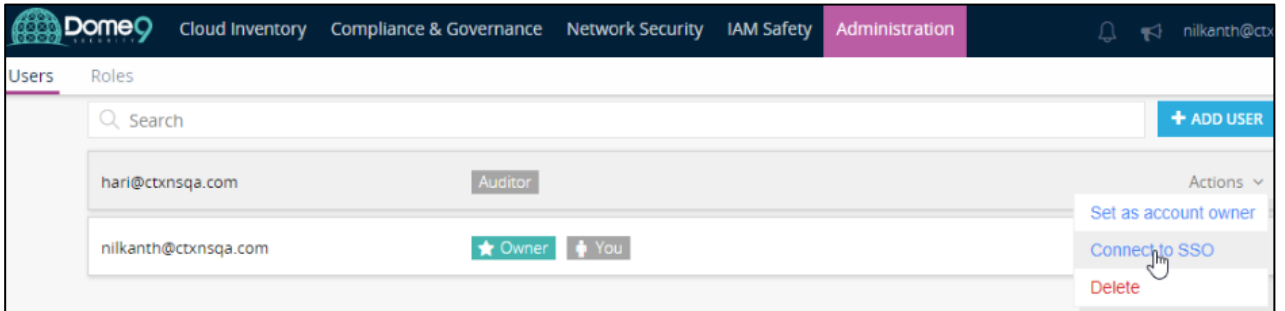 Dome9 Cloud Inventory Compliance & Governance Network Security IAM Safety Administration nilkanth@ctx
SECURITY
Users Roles
Search + ADD USER
hari@ctxnsqa.com Auditor Actions
Set as account owner
nilkanth@ctxnsqa.com Owner You Connect to SSO
Delete